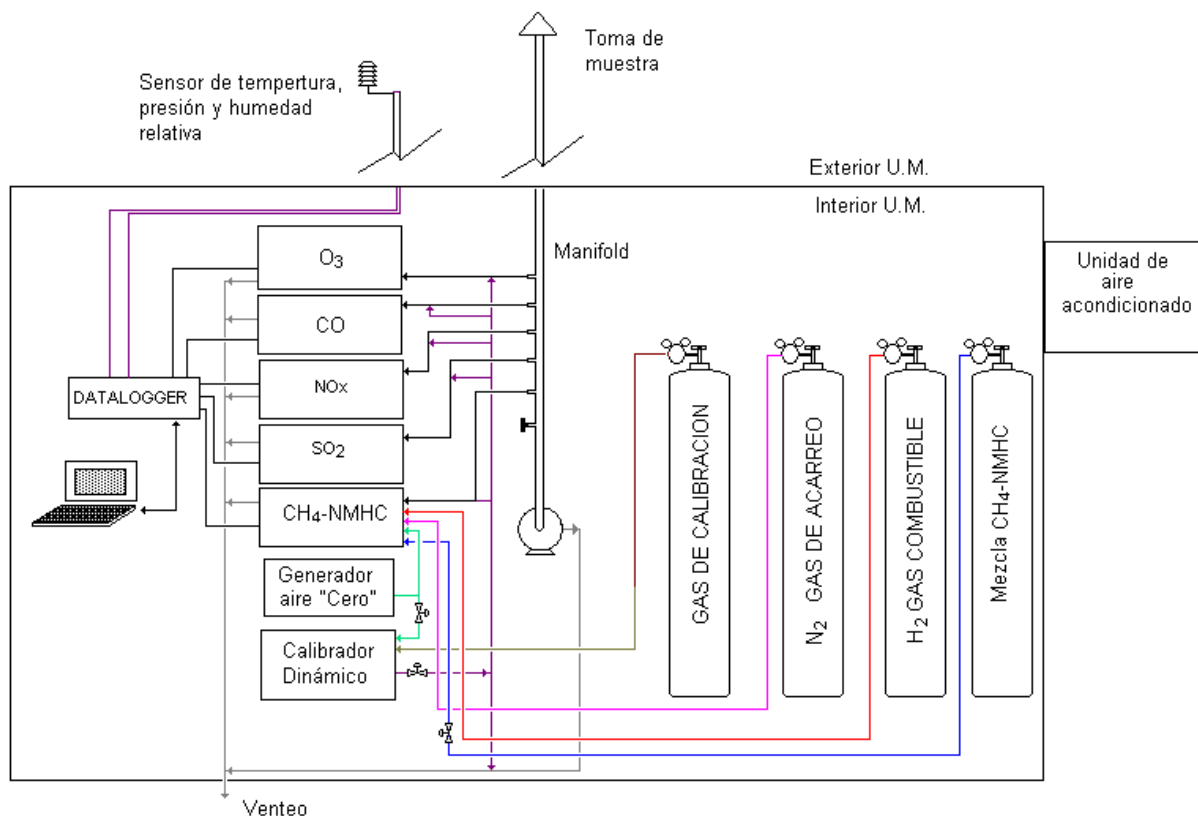 Toma de
muestra
Sensor de tempertura,
presión y humedad
relativa
Exterior U.M.
Interior U.M.
O3
Manifold
Unidad de
aire
acondicionado
CO
NOx
DATALOGGER
SO2
CH4-NMHC
Generador
aire "Cero"
Calibrador
Dinámico
GAS DE CALIBRACION
N2 GAS DE ACARREO
H2 GAS COMBUSTIBLE
Mezcla CH4-NMHC
Venteo